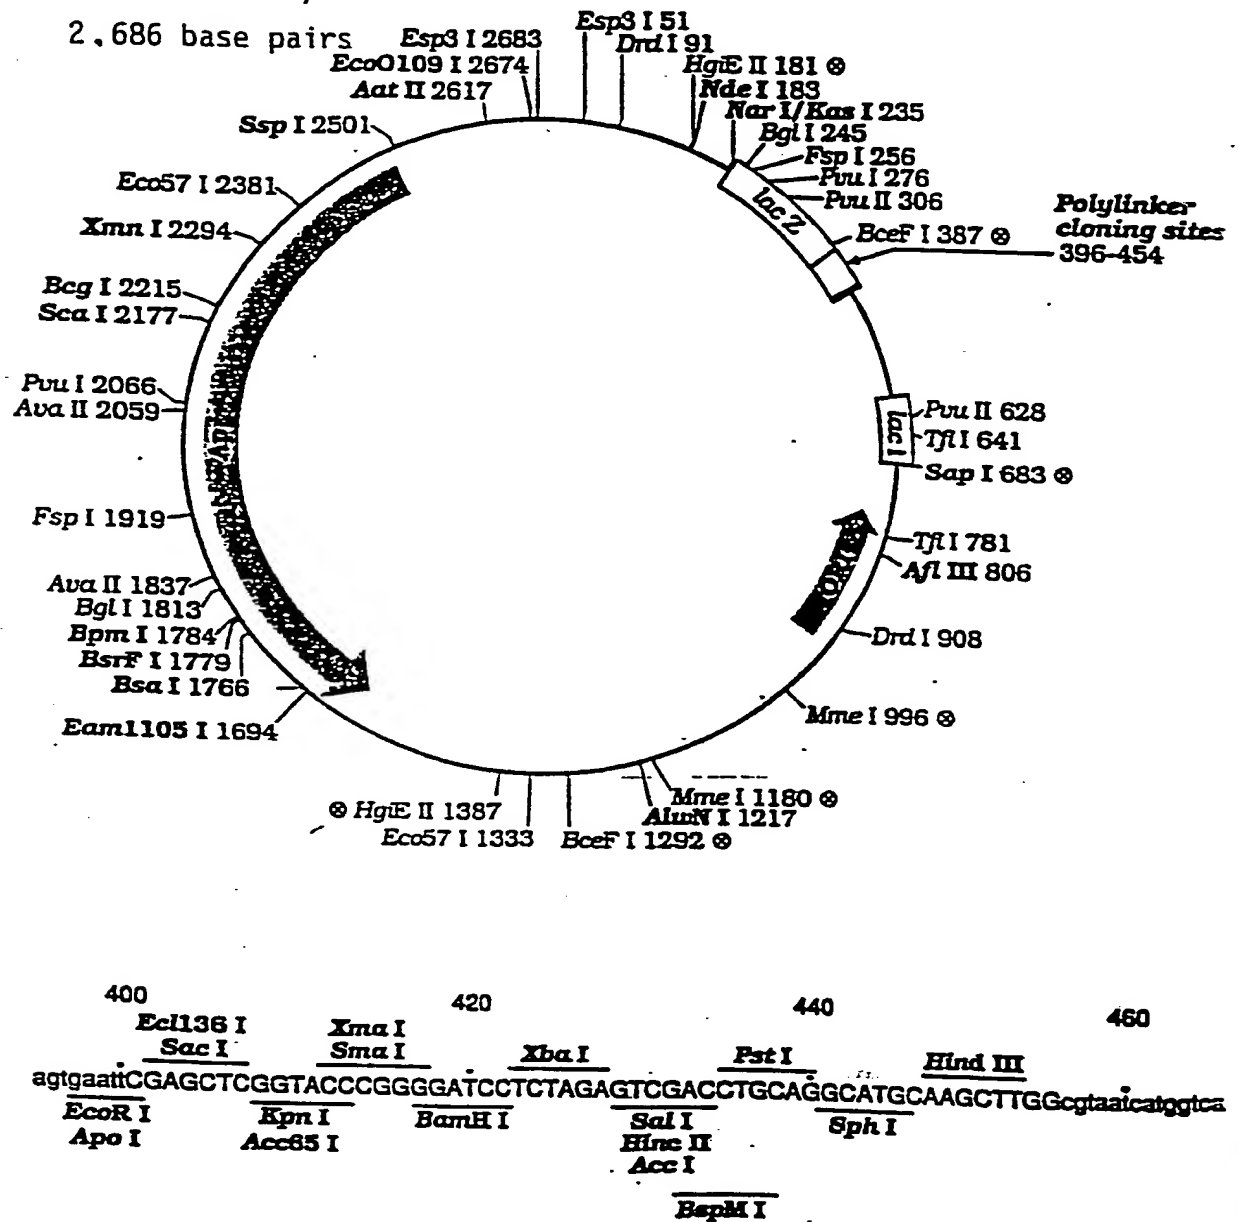 2,686 base pairs
Esp3 I 2683
EcoO109 I 2674
Aat II 2617
Ssp I 2501
Eco57 I 2381
Xmn I 2294
Bcg I 2215
Sca I 2177
Pvu I 2066
Ava II 2059
Fsp I 1919
Ava II 1837
Bgl I 1813
Bpm I 1784
BsrF I 1779
Bsa I 1766
Eam1105 I 1694
Esp3 I 51
Drd I 91
HgiE II 181 ⊗
Nde I 183
Nar I/Kas I 235
Bgl I 245
Fsp I 256
Pvu I 276
Pvu II 306
BceF I 387 ⊗
Polylinker
cloning sites
396-454
lac Z
Pvu II 628
Tfl I 641
Sap I 683 ⊗
lac I
Tfl I 781
Afl III 806
ORI
Drd I 908
Mme I 996 ⊗
Mme I 1180 ⊗
AlwN I 1217
BceF I 1292 ⊗
Eco57 I 1333
⊗ HgiE II 1387
400 420 440 460
Ecl136 I Xma I
Sac I Sma I Xba I Pst I Hind III
agtgaattCGAGCTCGGTACCCGGGGATCCTCTAGAGTCGACCTGCAGGCATGCAAGCTTGGcgtaatcatggtca
EcoR I Kpn I BamH I Sal I Sph I
Apo I Acc65 I Hinc II
Acc I
BspM I